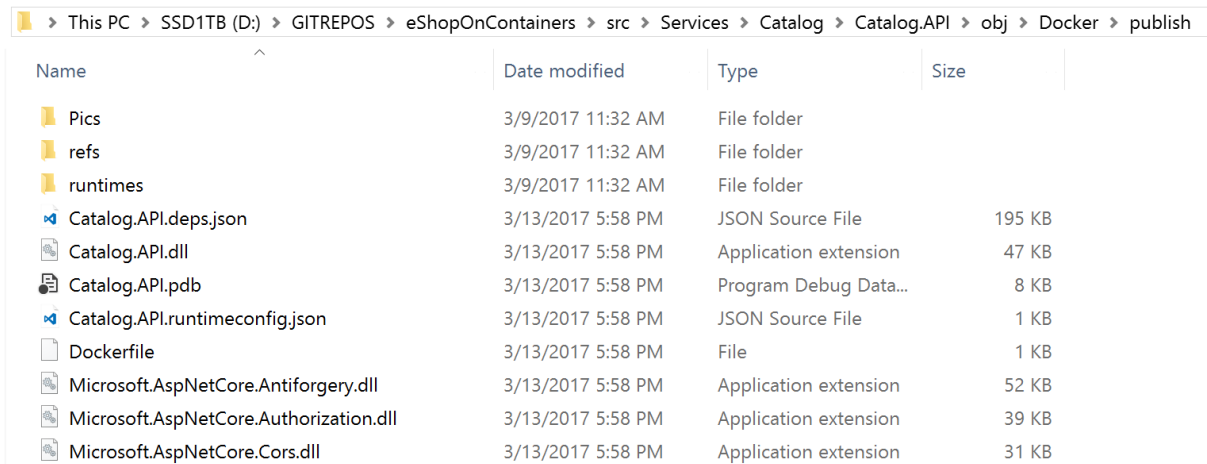 > This PC > SSD1TB (D:) > GITREPOS > eShopOnContainers > src > Services > Catalog > Catalog.API > obj > Docker > publish
Name Date modified Type Size
Pics 3/9/2017 11:32 AM File folder
refs 3/9/2017 11:32 AM File folder
runtimes 3/9/2017 11:32 AM File folder
Catalog.API.deps.json 3/13/2017 5:58 PM JSON Source File 195 KB
Catalog.API.dll 3/13/2017 5:58 PM Application extension 47 KB
Catalog.API.pdb 3/13/2017 5:58 PM Program Debug Data... 8 KB
Catalog.API.runtimeconfig.json 3/13/2017 5:58 PM JSON Source File 1 KB
Dockerfile 3/13/2017 5:58 PM File 1 KB
Microsoft.AspNetCore.Antiforgery.dll 3/13/2017 5:58 PM Application extension 52 KB
Microsoft.AspNetCore.Authorization.dll 3/13/2017 5:58 PM Application extension 39 KB
Microsoft.AspNetCore.Cors.dll 3/13/2017 5:58 PM Application extension 31 KB